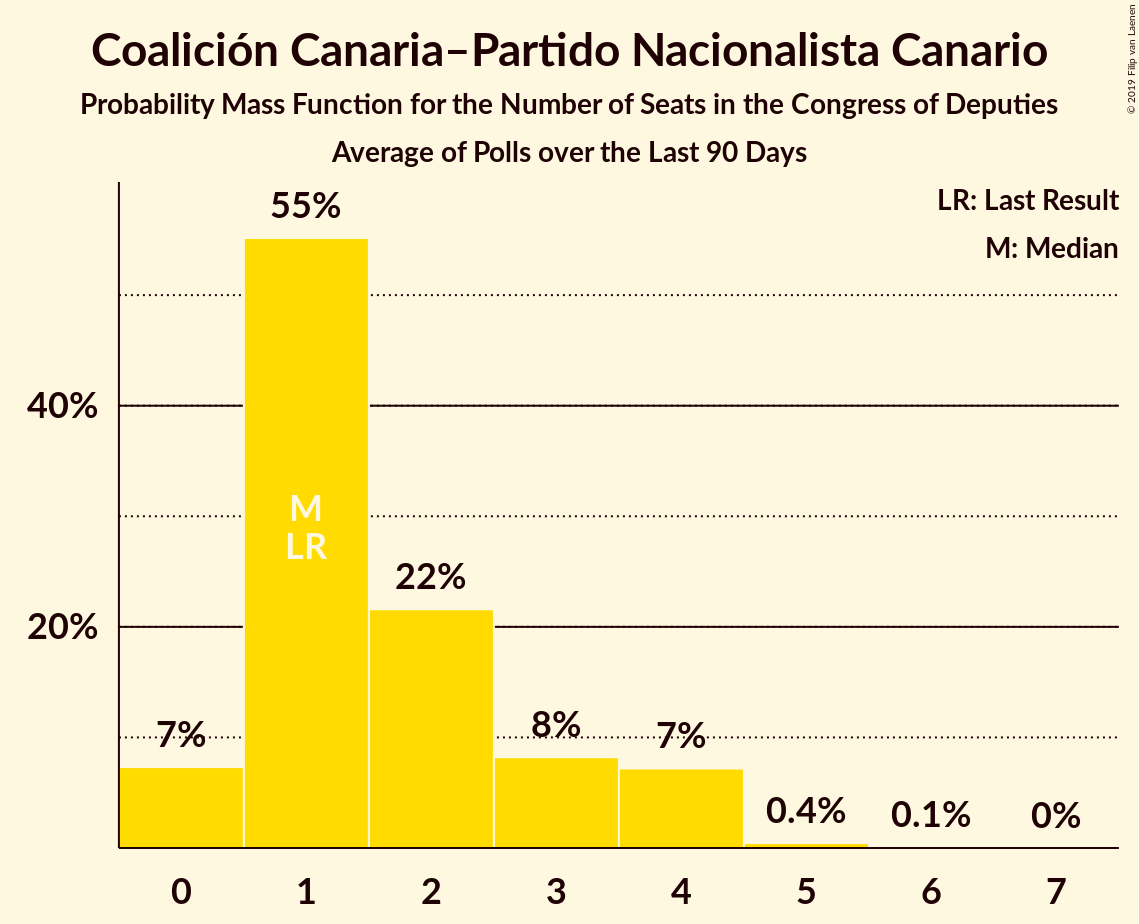 Coalición Canaria–Partido Nacionalista Canario
Probability Mass Function for the Number of Seats in the Congress of Deputies
Average of Polls over the Last 90 Days
© 2019 Filip van Laenen
LR: Last Result
M: Median
55%
40%
M
LR
22%
20%
7%
8%
7%
0.4%
0.1%
0%
0 1 2 3 4 5 6 7